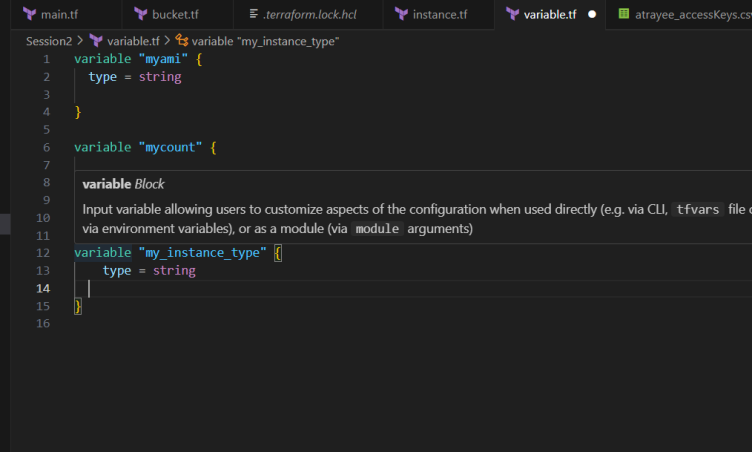 main.tf
bucket.tf
.terraform.lock.hcl
instance.tf
variable.tf
atrayee_accessKeys.cs
Session2 > variable.tf > variable "my_instance_type"
1 variable "myami" {
2 type = string
3
4 }
5
6 variable "mycount" {
7
8
9
10
11
variable Block
Input variable allowing users to customize aspects of the configuration when used directly (e.g. via CLI, tfvars file
via environment variables), or as a module (via module arguments)
12 variable "my_instance_type" {
13 type = string
14
15 }
16